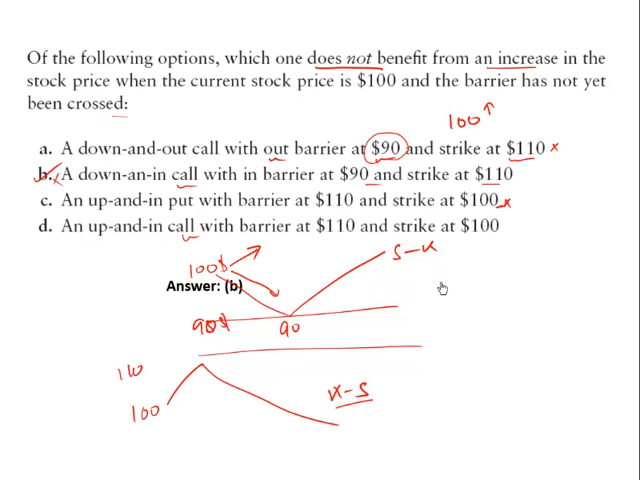 Of the following options, which one does not benefit from an increase in the
stock price when the current stock price is $100 and the barrier has not yet
been crossed:
100 ↑
a. A down-and-out call with out barrier at $90 and strike at $110 x
b. A down-an-in call with in barrier at $90 and strike at $110
c. An up-and-in put with barrier at $110 and strike at $100 x
d. An up-and-in call with barrier at $110 and strike at $100
S-K
100$
Answer: (b)
90$
90
110
K-S
100